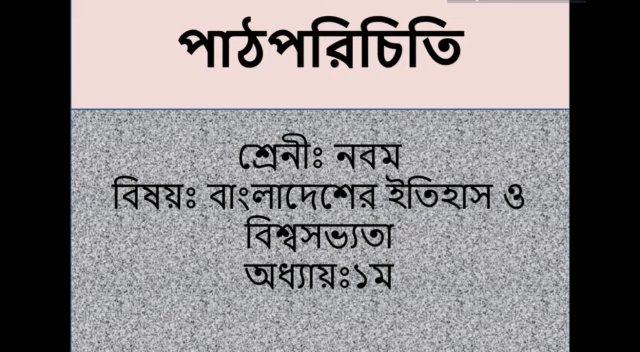 পাঠপরিচিতি
শ্রেনীঃ নবম
বিষয়ঃ বাংলাদেশের ইতিহাস ও
বিশ্বসভ্যতা
অধ্যায়ঃ১ম